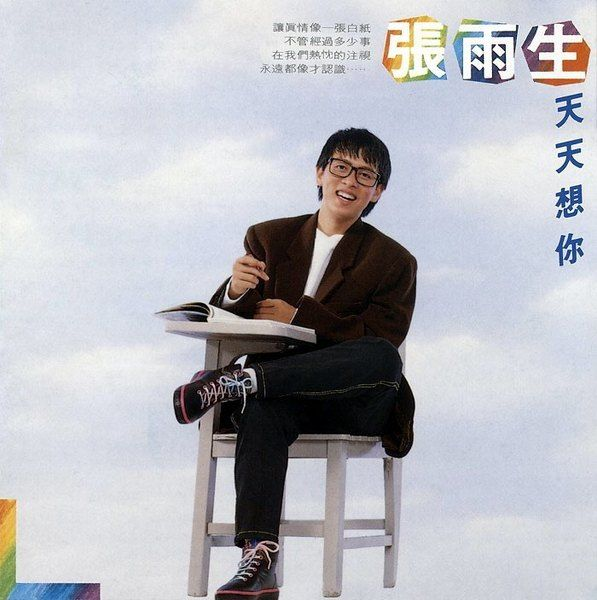 讓眞情像一張白紙
不管經過多少事
在我們熱忱的注視
永遠都像才認識……
張雨生
天天想你